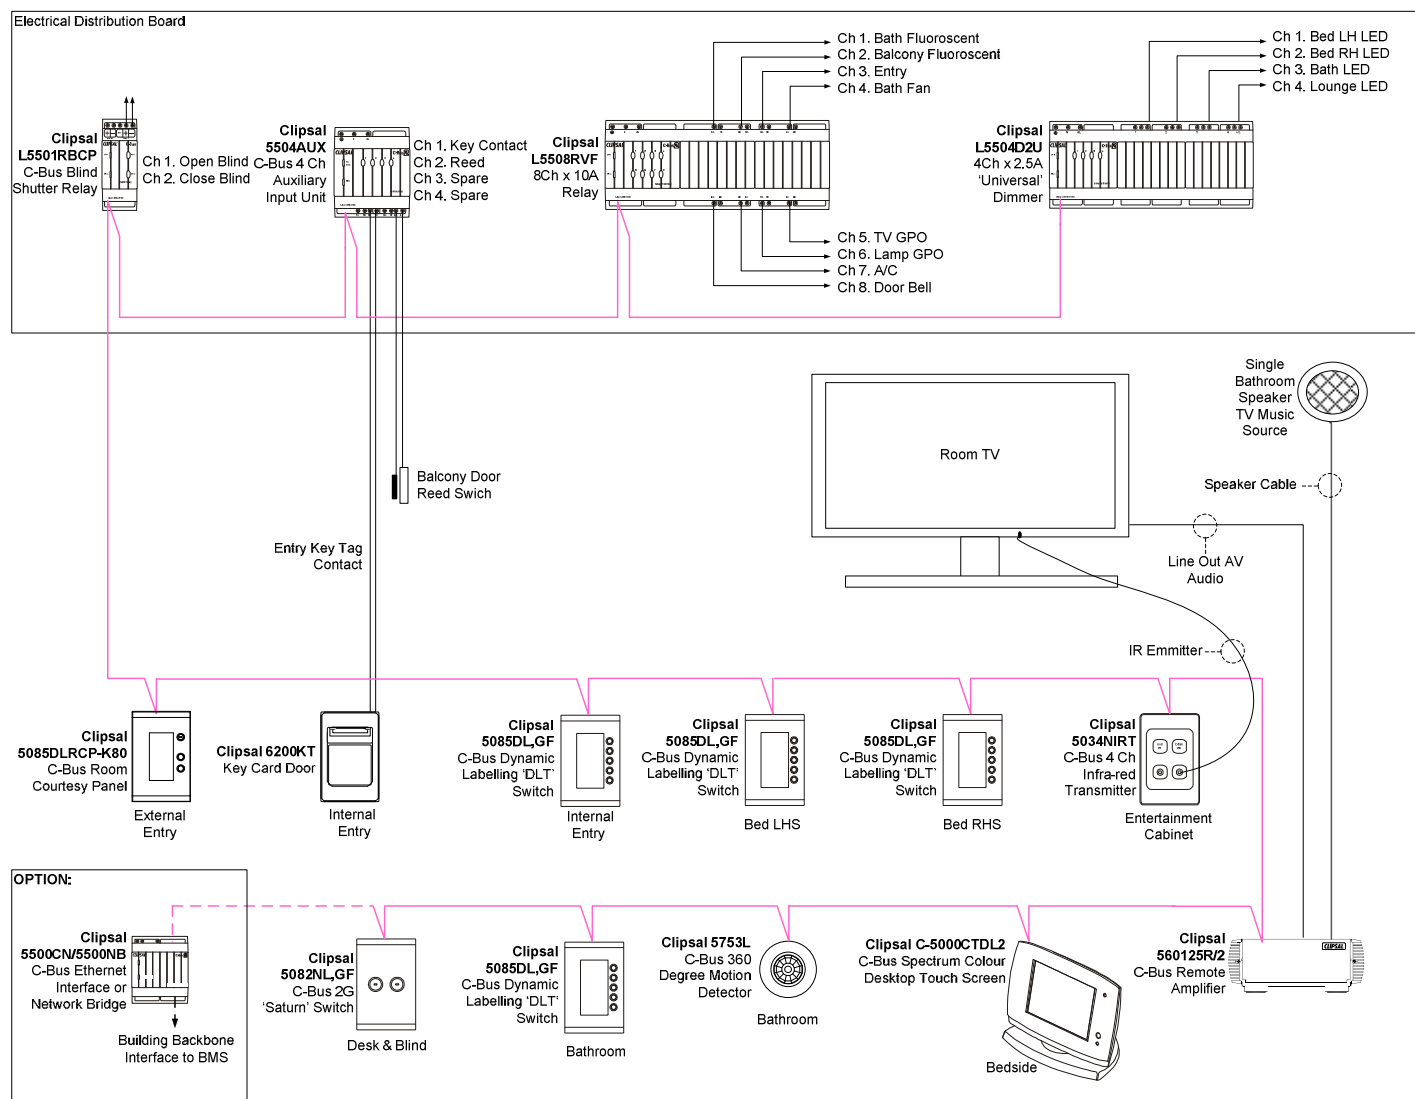 Electrical Distribution Board
Clipsal
L5501RBCP
C-Bus Blind
Shutter Relay
Ch 1. Open Blind
Ch 2. Close Blind
Clipsal
5504AUX
C-Bus 4 Ch
Auxiliary
Input Unit
Ch 1. Key Contact
Ch 2. Reed
Ch 3. Spare
Ch 4. Spare
Clipsal
L5508RVF
8Ch x 10A
Relay
Ch 1. Bath Fluoroscent
Ch 2. Balcony Fluoroscent
Ch 3. Entry
Ch 4. Bath Fan
Ch 5. TV GPO
Ch 6. Lamp GPO
Ch 7. A/C
Ch 8. Door Bell
Clipsal
L5504D2U
4Ch x 2.5A
'Universal'
Dimmer
Ch 1. Bed LH LED
Ch 2. Bed RH LED
Ch 3. Bath LED
Ch 4. Lounge LED
Balcony Door
Reed Swich
Entry Key Tag
Contact
Room TV
Single
Bathroom
Speaker
TV Music
Source
Speaker Cable
Line Out AV
Audio
IR Emmitter
Clipsal
5085DLRCP-K80
C-Bus Room
Courtesy Panel
External
Entry
Clipsal 6200KT
Key Card Door
Internal
Entry
Clipsal
5085DL,GF
C-Bus Dynamic
Labelling 'DLT'
Switch
Internal
Entry
Clipsal
5085DL,GF
C-Bus Dynamic
Labelling 'DLT'
Switch
Bed LHS
Clipsal
5085DL,GF
C-Bus Dynamic
Labelling 'DLT'
Switch
Bed RHS
Clipsal
5034NIRT
C-Bus 4 Ch
Infra-red
Transmitter
Entertainment
Cabinet
OPTION:
Clipsal
5500CN/5500NB
C-Bus Ethernet
Interface or
Network Bridge
Building Backbone
Interface to BMS
Clipsal
5082NL,GF
C-Bus 2G
'Saturn' Switch
Desk & Blind
Clipsal
5085DL,GF
C-Bus Dynamic
Labelling 'DLT'
Switch
Bathroom
Clipsal 5753L
C-Bus 360
Degree Motion
Detector
Bathroom
Clipsal C-5000CTDL2
C-Bus Spectrum Colour
Desktop Touch Screen
Bedside
Clipsal
560125R/2
C-Bus Remote
Amplifier
CLIPSAL